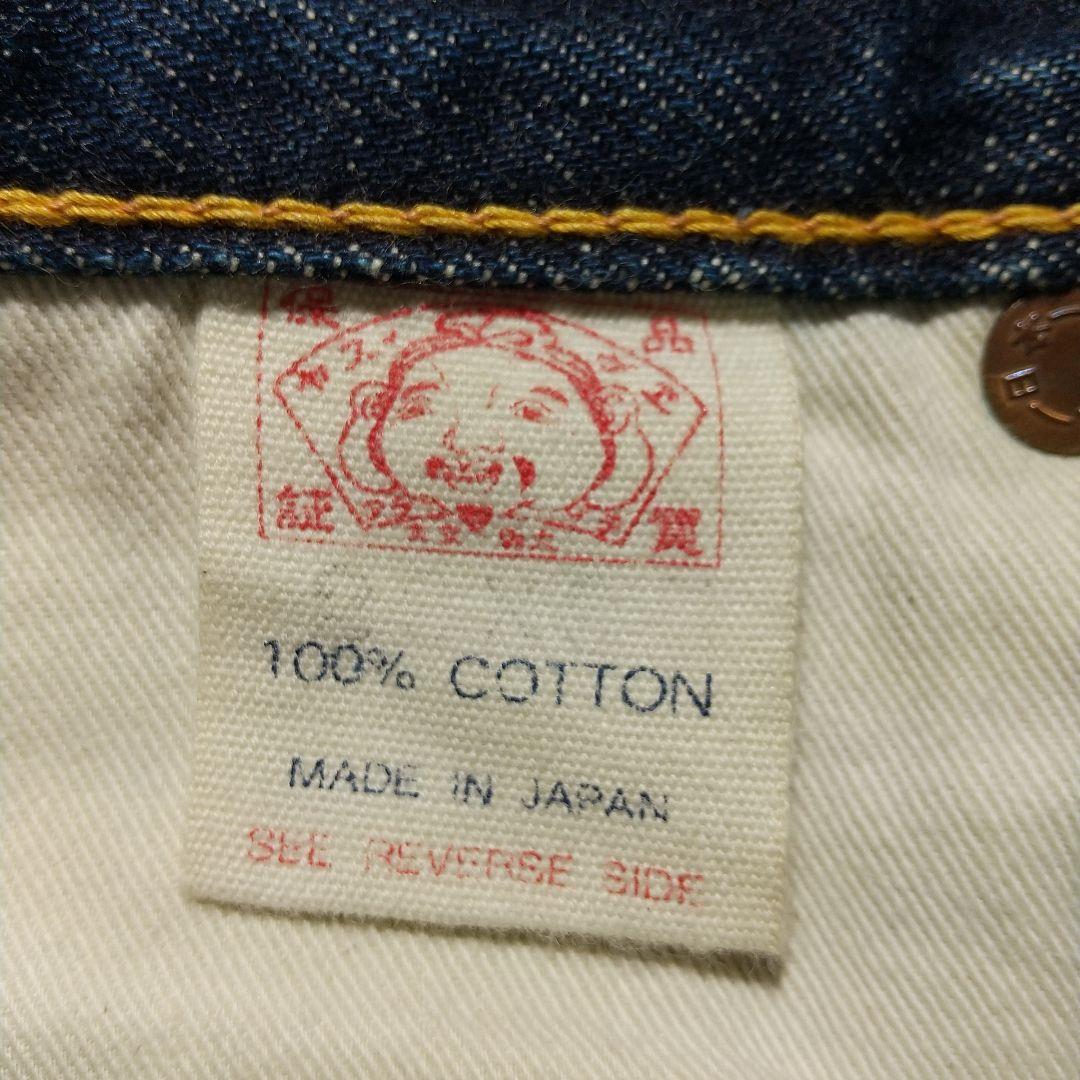 保 品
証 質
100% COTTON
MADE IN JAPAN
SEE REVERSE SIDE